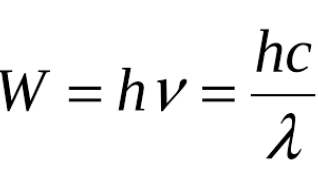 W = hν = hc/λ